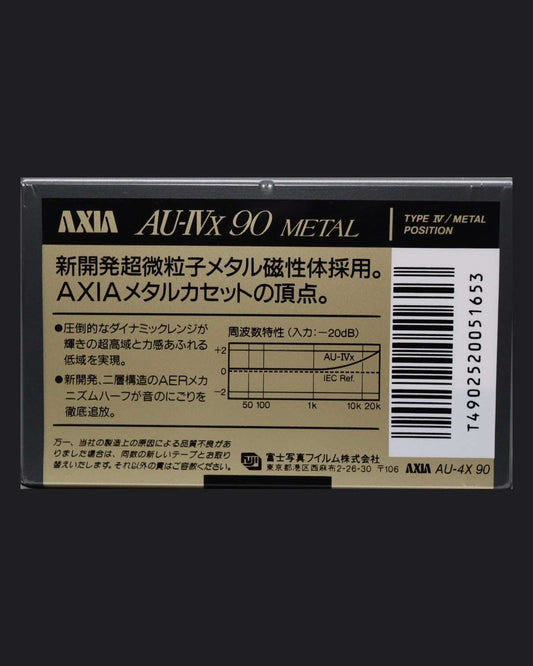 AXIA AU-IVx 90 METAL
TYPE IV/METAL
POSITION
新開発超微粒子メタル磁性体採用。
AXIAメタルカセットの頂点。
●圧倒的なダイナミックレンジが
輝きの超高域と力感あふれる
低域を実現。
●新開発、二層構造のAERメカ
ニズムハーフが音のにごりを
徹底追放。
周波数特性(入力:−20dB)
+2
0
−2
AU-IVx
IEC Ref.
50 100 1k 10k 20k
T4902520051653
万一、当社の製造上の原因による品質不良があ
りました場合は、同数の新しいテープとお取り
替えいたします。それ以外の責はご容赦ください。
FUJI 富士写真フイルム株式会社
東京都港区西麻布2-26-30 〒106
AXIA AU-4X 90